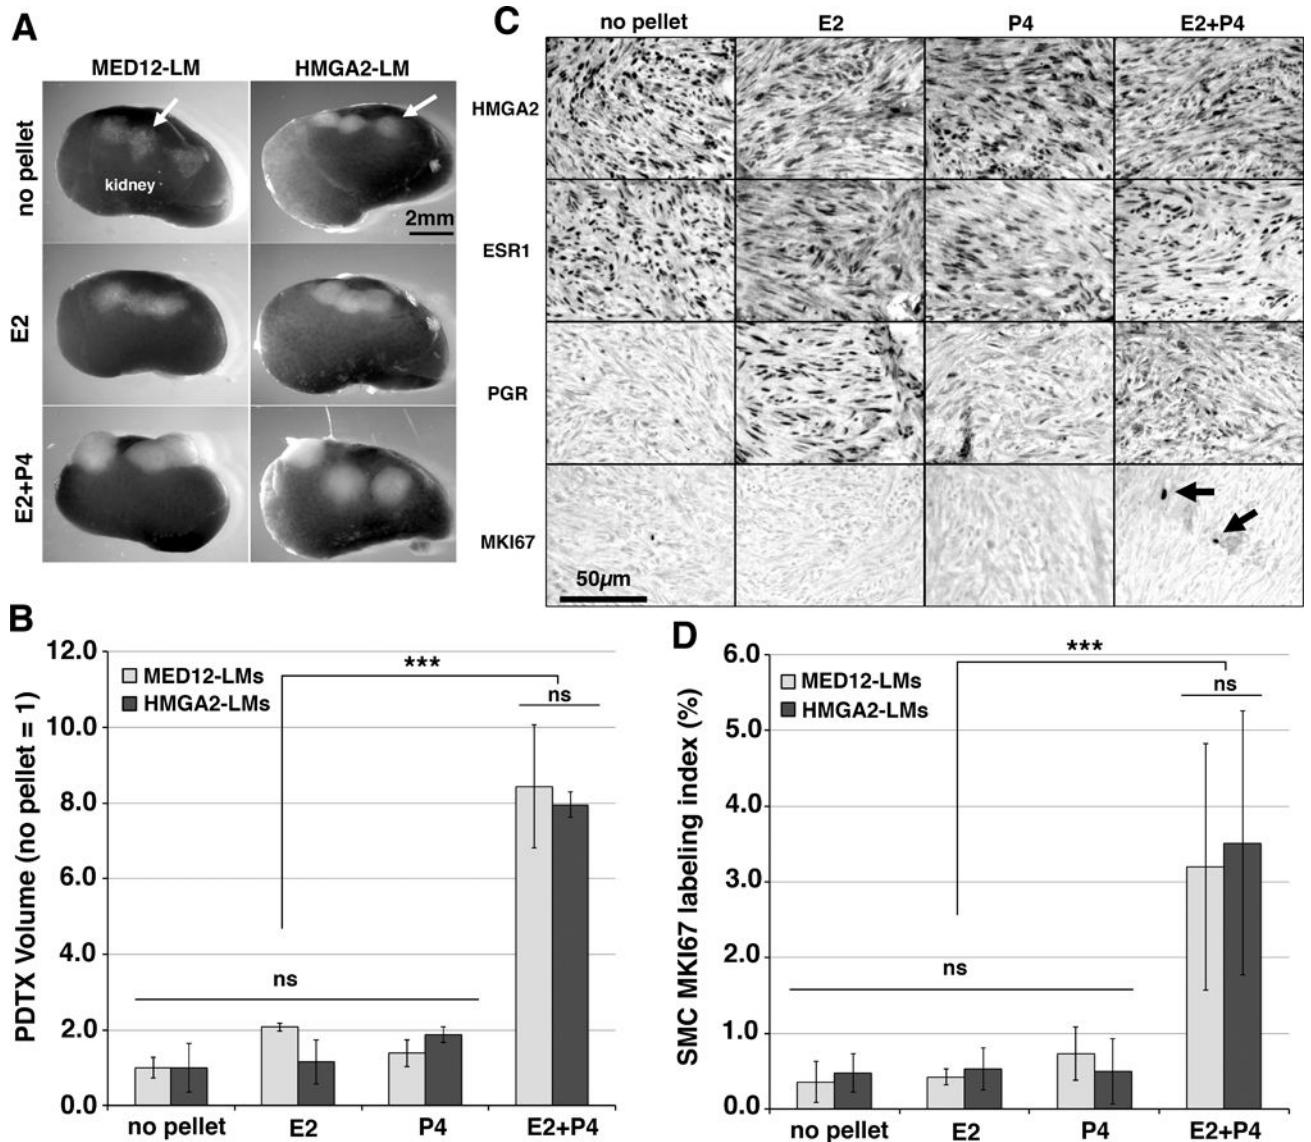 A
MED12-LM HMGA2-LM
no pellet
kidney
2mm
E2
E2+P4
C
no pellet E2 P4 E2+P4
HMGA2
ESR1
PGR
MKI67
50µm
B
PDTX Volume (no pellet = 1)
12.0
10.0
8.0
6.0
4.0
2.0
0.0
MED12-LMs
HMGA2-LMs
***
ns
ns
no pellet E2 P4 E2+P4
D
SMC MKI67 labeling index (%)
6.0
5.0
4.0
3.0
2.0
1.0
0.0
MED12-LMs
HMGA2-LMs
***
ns
ns
no pellet E2 P4 E2+P4